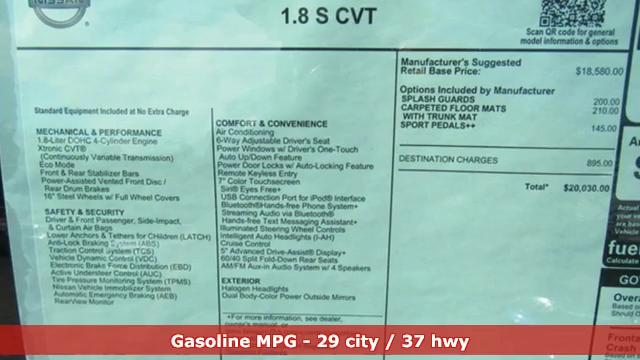 NISSAN
1.8 S CVT
Scan QR code for general
model information & options
Manufacturer's Suggested
Retail Base Price: $18,580.00
Options Included by Manufacturer
SPLASH GUARDS 200.00
CARPETED FLOOR MATS 210.00
WITH TRUNK MAT
SPORT PEDALS++ 145.00
DESTINATION CHARGES 895.00
Total* $20,030.00
Standard Equipment Included at No Extra Charge
MECHANICAL & PERFORMANCE
1.8-Liter DOHC 4-Cylinder Engine
Xtronic CVT®
(Continuously Variable Transmission)
Eco Mode
Front & Rear Stabilizer Bars
Power-Assisted Vented Front Disc /
Rear Drum Brakes
16" Steel Wheels w/ Full Wheel Covers
SAFETY & SECURITY
Driver & Front Passenger, Side-Impact,
& Curtain Air Bags
Lower Anchors & Tethers for CHildren (LATCH)
Anti-Lock Braking System (ABS)
Traction Control System (TCS)
Vehicle Dynamic Control (VDC)
Electronic Brake Force Distribution (EBD)
Active Understeer Control (AUC)
Tire Pressure Monitoring System (TPMS)
Nissan Vehicle Immobilizer System
Automatic Emergency Braking (AEB)
RearView Monitor
COMFORT & CONVENIENCE
Air Conditioning
6-Way Adjustable Driver's Seat
Power Windows w/ Driver's One-Touch
Auto Up/Down Feature
Power Door Locks w/ Auto-Locking Feature
Remote Keyless Entry
7" Color Touchscreen
Siri® Eyes Free+
USB Connection Port for iPod® Interface
Bluetooth®Hands-free Phone System+
Streaming Audio via Bluetooth®
Hands-free Text Messaging Assistant+
Illuminated Steering Wheel Controls
Intelligent Auto Headlights (I-AH)
Cruise Control
5" Advanced Drive-Assist® Display+
60/40 Split Fold-Down Rear Seats
AM/FM Aux-in Audio System w/ 4 Speakers
EXTERIOR
Halogen Headlights
Dual Body-Color Power Outside Mirrors
+For more information, see dealer,
owner's manual, or
Actual
fuel
Calculate
GO
Overa
Based
Should
Fronta
Crash
Gasoline MPG - 29 city / 37 hwy